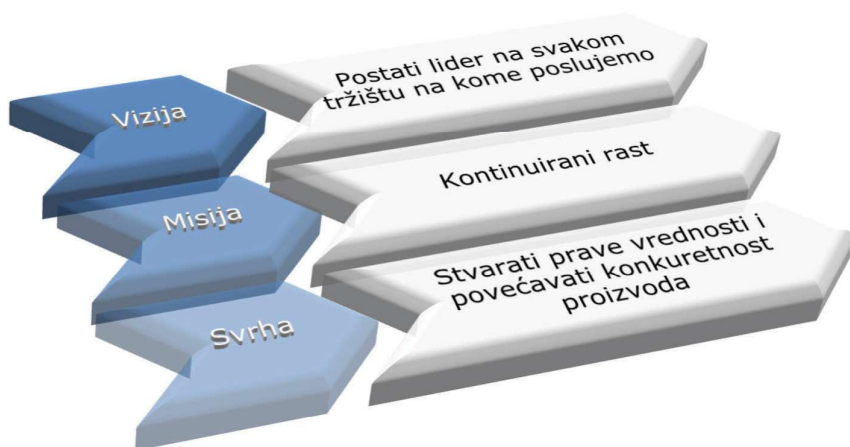 Vizija
Postati lider na svakom
tržištu na kome poslujemo
Misija
Kontinuirani rast
Svrha
Stvarati prave vrednosti i
povećavati konkuretnost
proizvoda